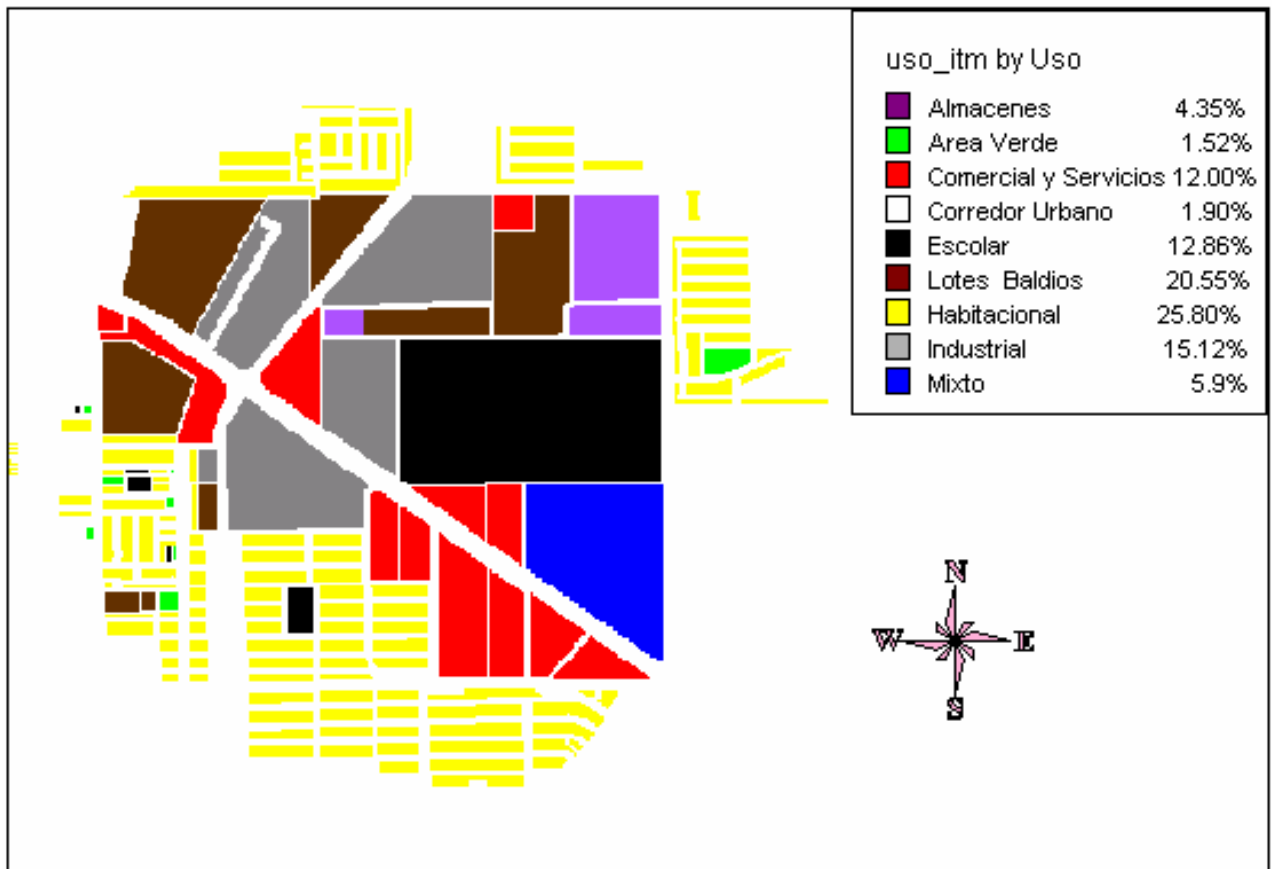 uso_itm by Uso
Almacenes 4.35%
Area Verde 1.52%
Comercial y Servicios 12.00%
Corredor Urbano 1.90%
Escolar 12.86%
Lotes Baldios 20.55%
Habitacional 25.80%
Industrial 15.12%
Mixto 5.9%
N
W E
S